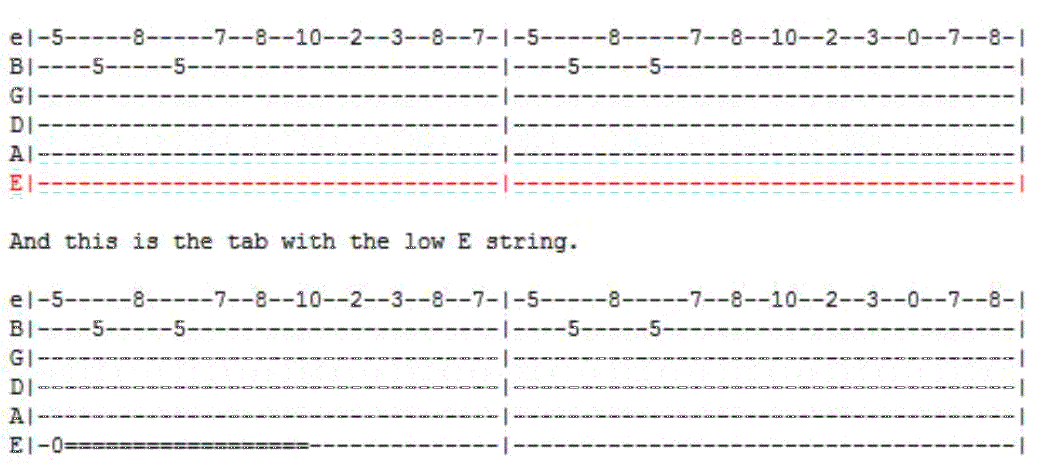 e|-5-----8-----7--8--10--2--3--8--7-|-5-----8-----7--8--10--2--3--0--7--8-|
B|----5-----5-----------------------|----5-----5--------------------------|
G|----------------------------------|-------------------------------------|
D|----------------------------------|-------------------------------------|
A|----------------------------------|-------------------------------------|
E|----------------------------------|-------------------------------------|
And this is the tab with the low E string.
e|-5-----8-----7--8--10--2--3--8--7-|-5-----8-----7--8--10--2--3--0--7--8-|
B|----5-----5-----------------------|----5-----5--------------------------|
G|----------------------------------|-------------------------------------|
D|----------------------------------|-------------------------------------|
A|----------------------------------|-------------------------------------|
E|-0==================--------------|-------------------------------------|